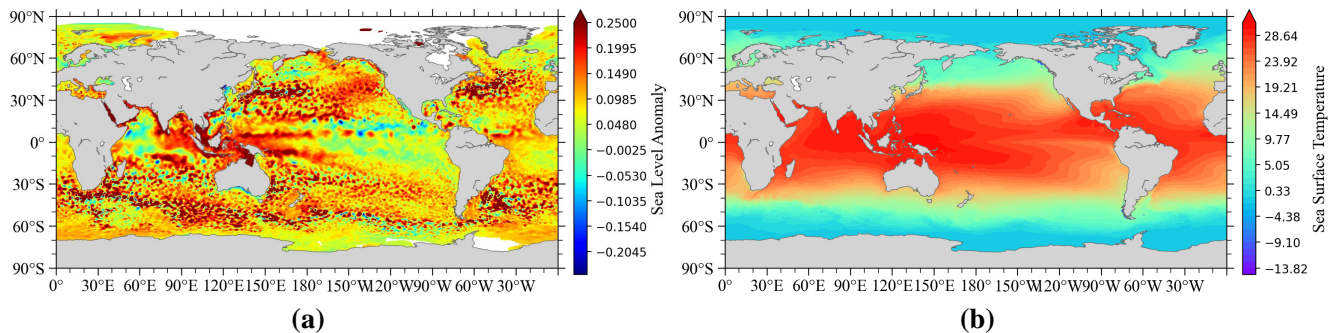 90°N
60°N
30°N
0°
30°S
60°S
90°S
0° 30°E 60°E 90°E 120°E 150°E 150°W 120°W 90°W 60°W 30°W
0.2500
0.1995
0.1490
0.0985
0.0480
−0.0025
−0.0530
−0.1035
−0.1540
−0.2045
Sea Level Anomaly
(a)
90°N
60°N
30°N
0°
30°S
60°S
90°S
0° 30°E 60°E 90°E 120°E 150°E 150°W 120°W 90°W 60°W 30°W
28.64
23.92
19.21
14.49
9.77
5.05
0.33
−4.38
−9.10
−13.82
Sea Surface Temperature
(b)